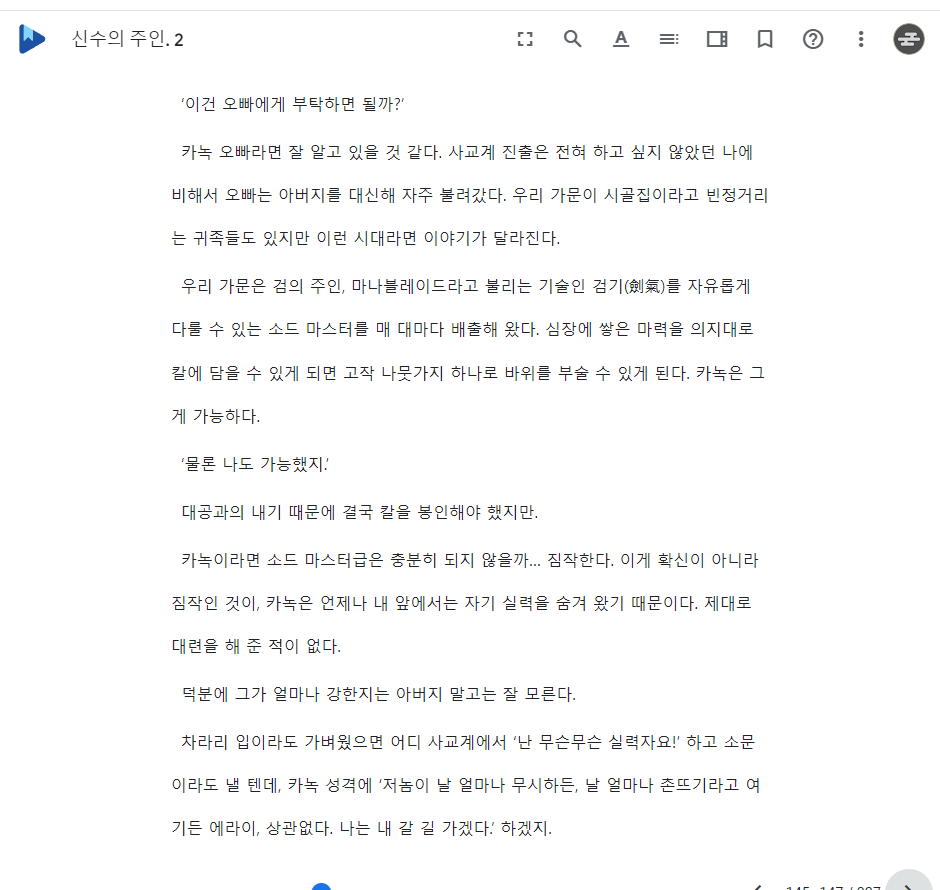 신수의 주인. 2
'이건 오빠에게 부탁하면 될까?'
카녹 오빠라면 잘 알고 있을 것 같다. 사교계 진출은 전혀 하고 싶지 않았던 나에
비해서 오빠는 아버지를 대신해 자주 불려갔다. 우리 가문이 시골집이라고 빈정거리
는 귀족들도 있지만 이런 시대라면 이야기가 달라진다.
우리 가문은 검의 주인, 마나블레이드라고 불리는 기술인 검기(劍氣)를 자유롭게
다룰 수 있는 소드 마스터를 매 대마다 배출해 왔다. 심장에 쌓은 마력을 의지대로
칼에 담을 수 있게 되면 고작 나뭇가지 하나로 바위를 부술 수 있게 된다. 카녹은 그
게 가능하다.
'물론 나도 가능했지.'
대공과의 내기 때문에 결국 칼을 봉인해야 했지만.
카녹이라면 소드 마스터급은 충분히 되지 않을까... 짐작한다. 이게 확신이 아니라
짐작인 것이, 카녹은 언제나 내 앞에서는 자기 실력을 숨겨 왔기 때문이다. 제대로
대련을 해 준 적이 없다.
덕분에 그가 얼마나 강한지는 아버지 말고는 잘 모른다.
차라리 입이라도 가벼웠으면 어디 사교계에서 '난 무슨무슨 실력자요!' 하고 소문
이라도 낼 텐데, 카녹 성격에 '저놈이 날 얼마나 무시하든, 날 얼마나 촌뜨기라고 여
기든 에라이, 상관없다. 나는 내 갈 길 가겠다.' 하겠지.